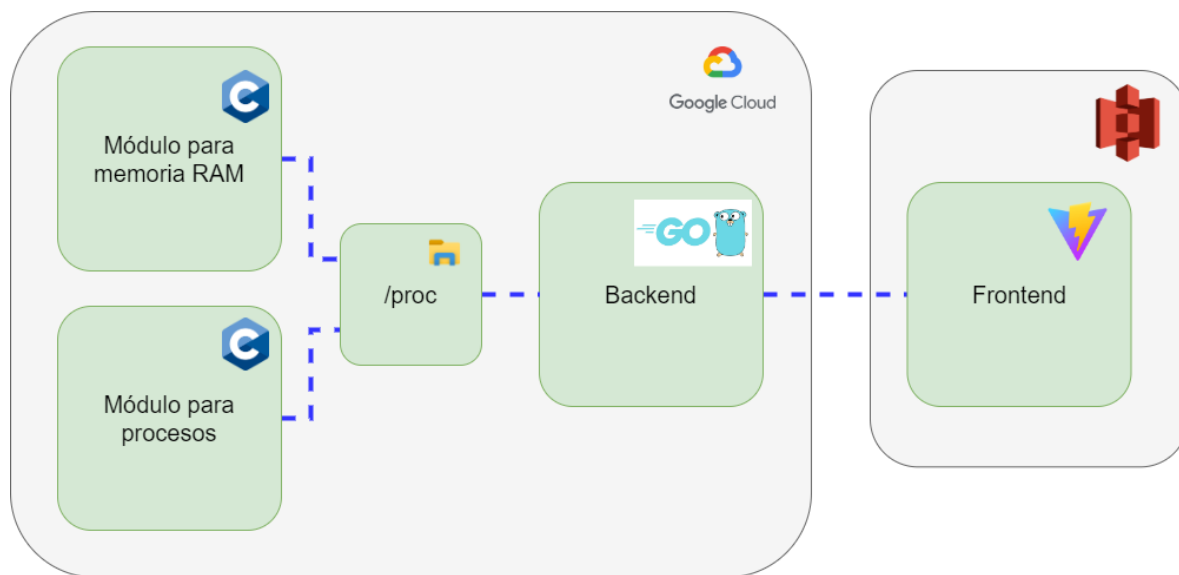 Google Cloud
Módulo para
memoria RAM
GO
/proc
Backend
Frontend
Módulo para
procesos